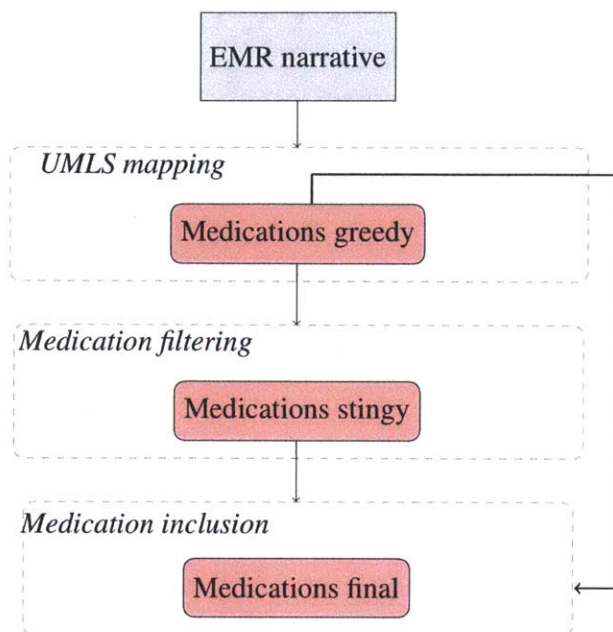 EMR narrative
UMLS mapping
Medications greedy
Medication filtering
Medications stingy
Medication inclusion
Medications final